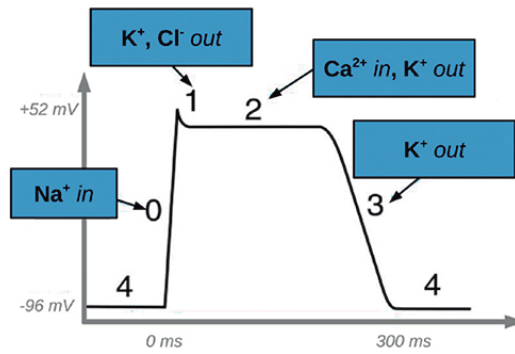 K⁺, Cl⁻ out
+52 mV
1
2
Ca²⁺ in, K⁺ out
K⁺ out
Na⁺ in
0
3
4
4
-96 mV
0 ms
300 ms